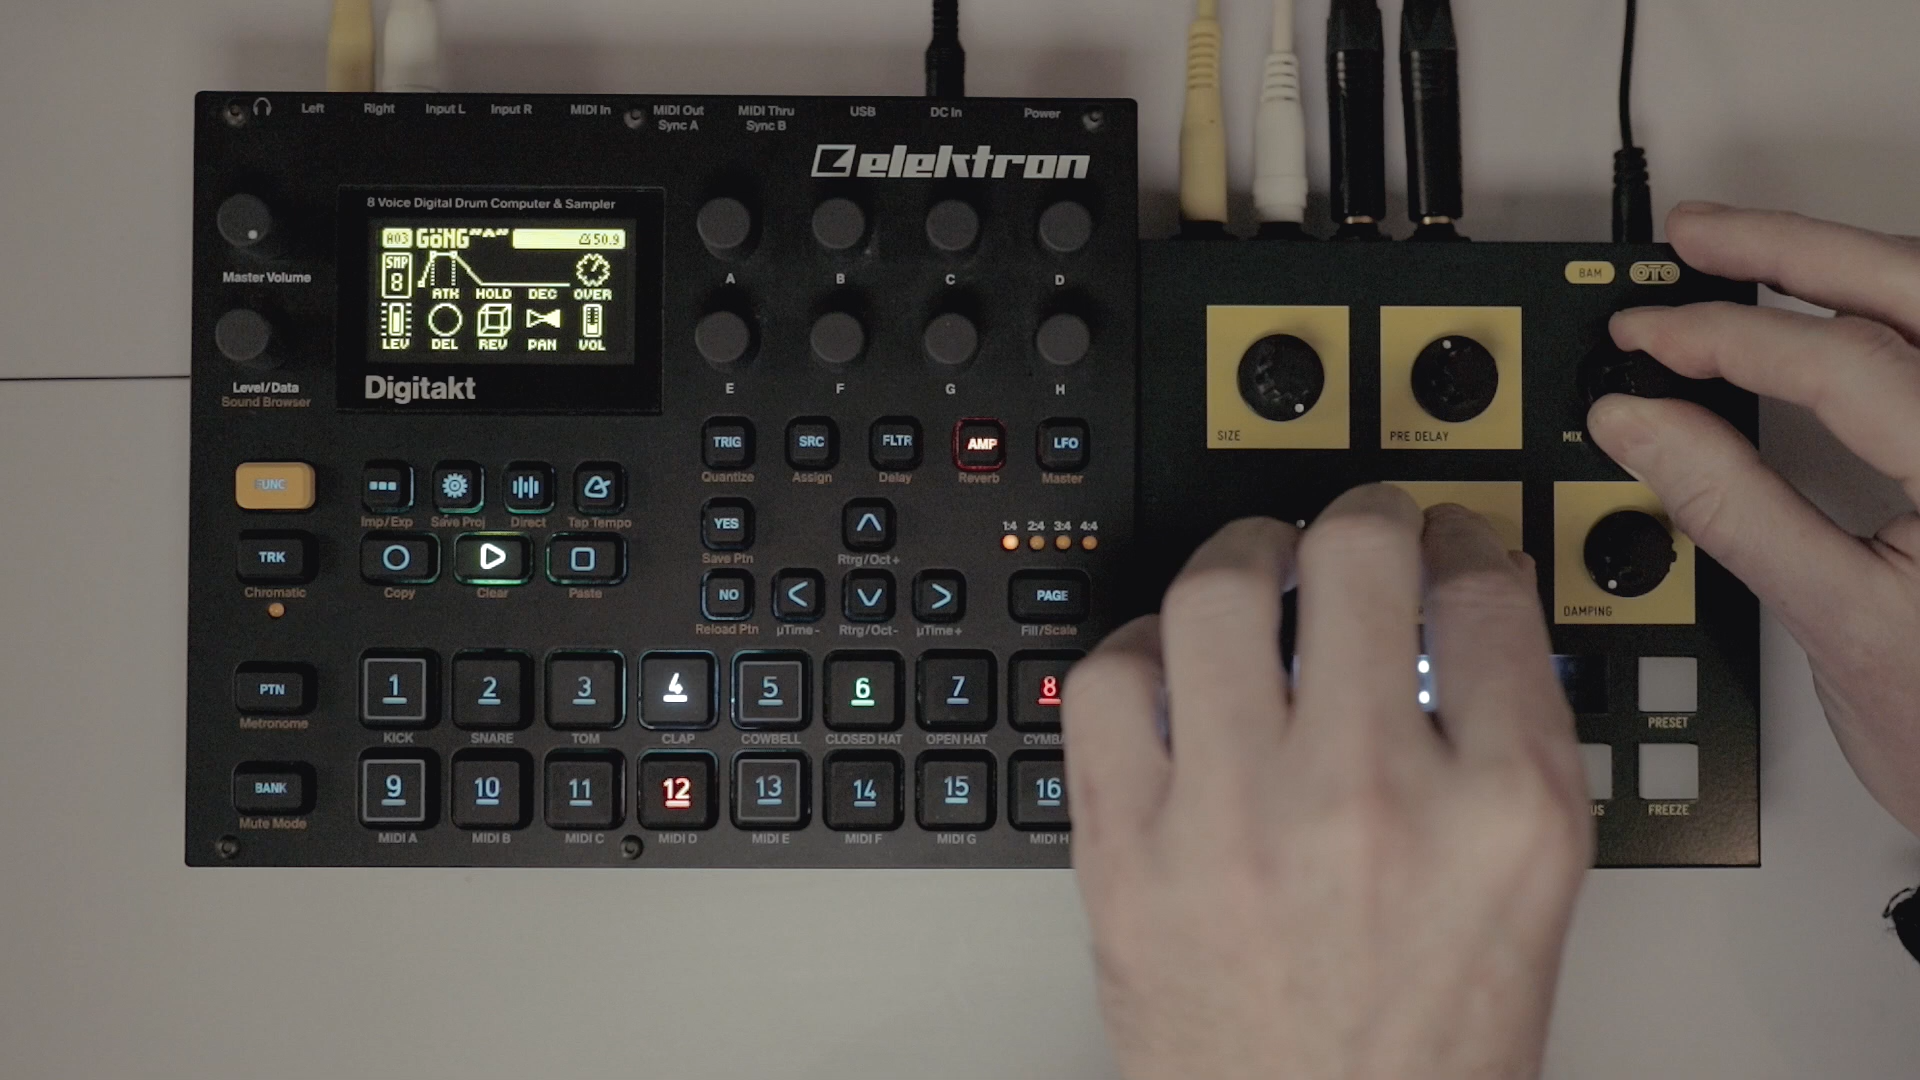 Left Right Input L Input R MIDI In MIDI Out MIDI Thru USB DC In Power
Sync A Sync B
elektron
8 Voice Digital Drum Computer & Sampler
A03 50.9
SMP
8
ATK HOLD DEC OVER
LEV DEL REV PAN VOL
Digitakt
Master Volume
Level/Data
Sound Browser
A B C D
E F G H
TRIG SRC FLTR AMP LFO
Quantize Assign Delay Reverb Master
FUNC
Imp/Exp Save Proj Direct Tap Tempo
YES
Save Ptn Rtrg/Oct+
1:4 2:4 3:4 4:4
TRK
Chromatic
Copy Clear Paste
NO PAGE
Reload Ptn µTime- Rtrg/Oct- µTime+ Fill/Scale
PTN
Metronome
1 2 3 4 5 6 7 8
KICK SNARE TOM CLAP COWBELL CLOSED HAT OPEN HAT CYMBA
BANK
Mute Mode
9 10 11 12 13 14 15 16
MIDI A MIDI B MIDI C MIDI D MIDI E MIDI F MIDI G MIDI H
BAM OTO
SIZE PRE DELAY MIX
DAMPING
PRESET
US FREEZE